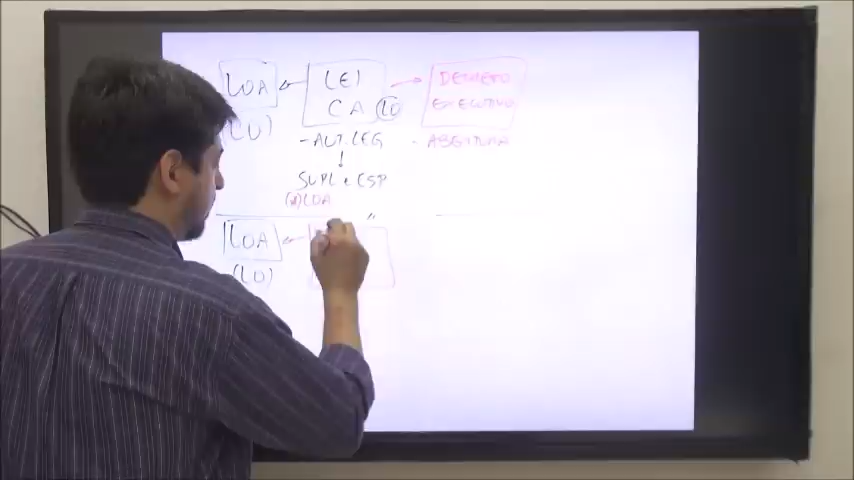 LOA LEI DECRETO
(LO) CA (LO) EXECUTIVO
- AUT. LEG - ABERTURA
SUPL e ESP
LOA
LOA
(LO)